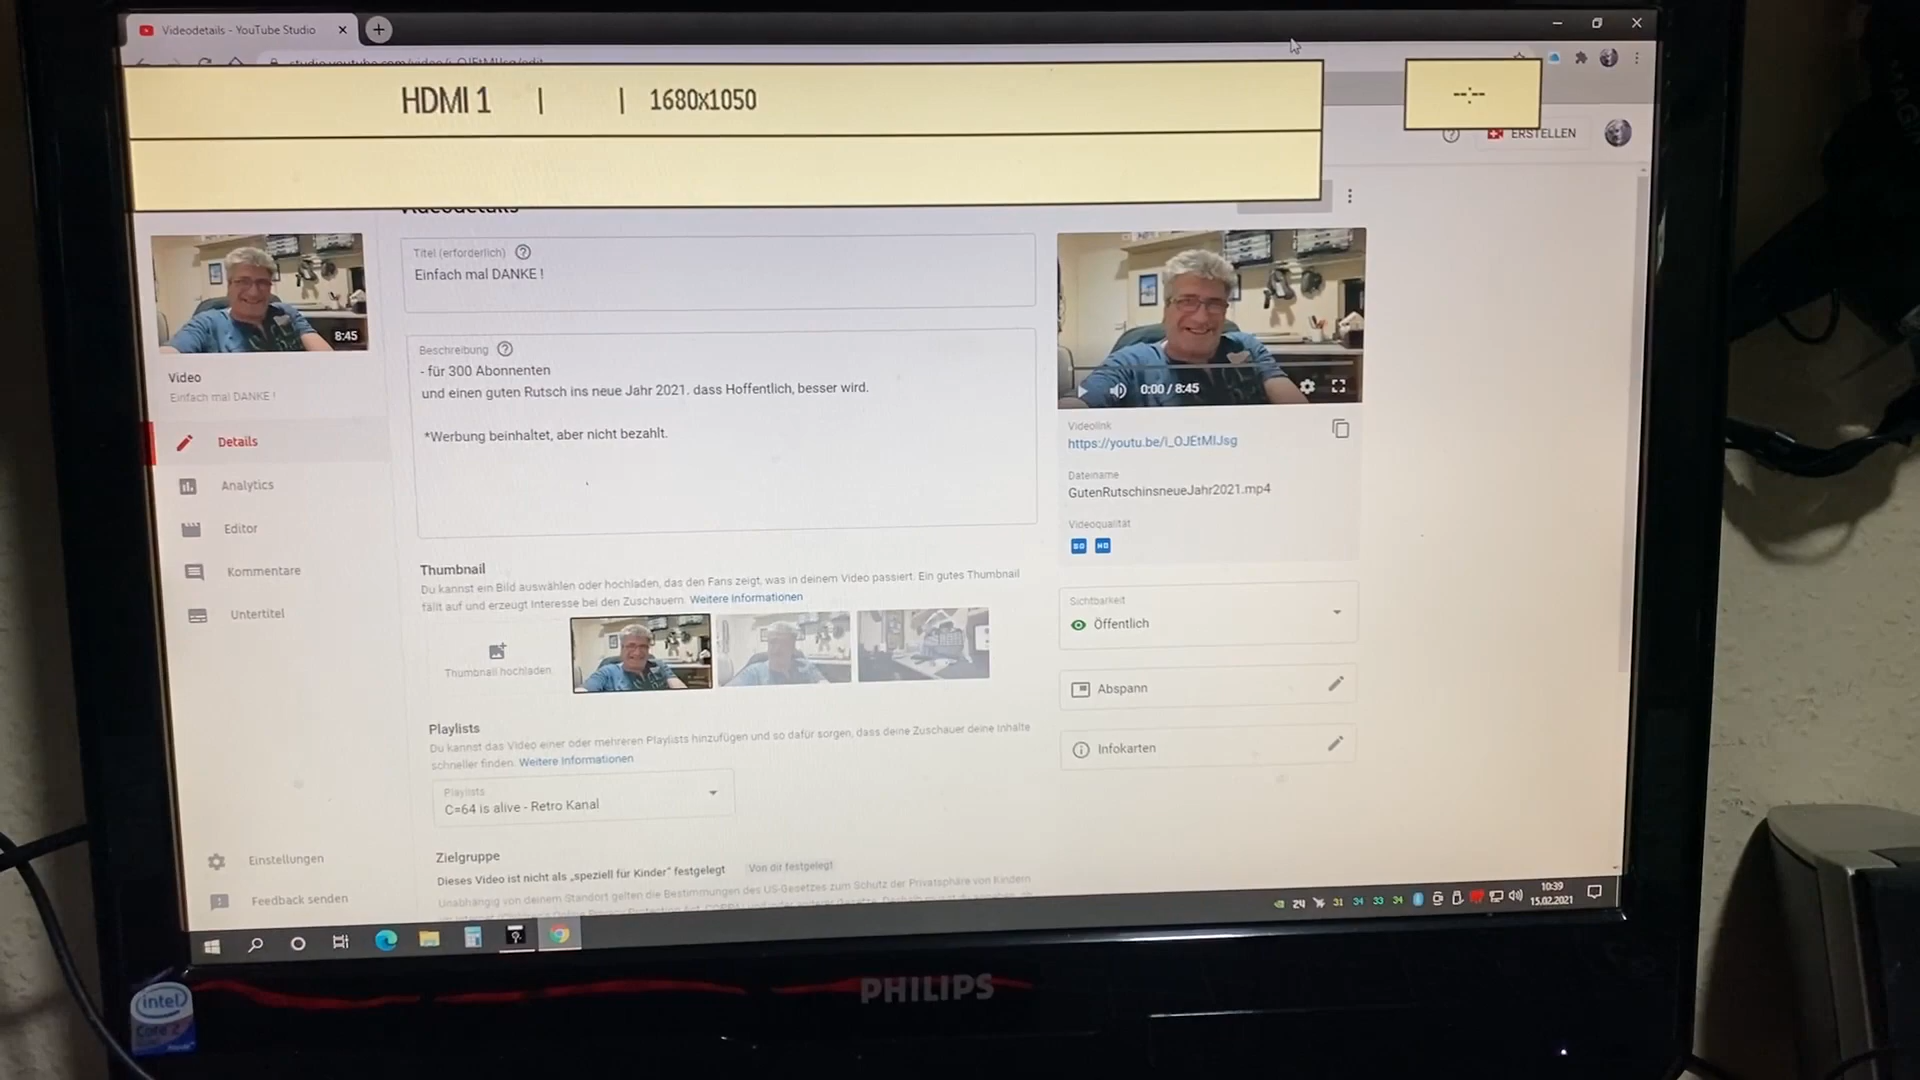 Videodetails - YouTube Studio
HDMI 1 | | 1680x1050
--:--
ERSTELLEN
Videodetails
8:45
Video
Einfach mal DANKE !
Details
Analytics
Editor
Kommentare
Untertitel
Einstellungen
Feedback senden
Titel (erforderlich)
Einfach mal DANKE !
Beschreibung
- für 300 Abonnenten
und einen guten Rutsch ins neue Jahr 2021. dass Hoffentlich, besser wird.
*Werbung beinhaltet, aber nicht bezahlt.
Thumbnail
Du kannst ein Bild auswählen oder hochladen, das den Fans zeigt, was in deinem Video passiert. Ein gutes Thumbnail
fällt auf und erzeugt Interesse bei den Zuschauern. Weitere Informationen
Thumbnail hochladen
Playlists
Du kannst das Video einer oder mehreren Playlists hinzufügen und so dafür sorgen, dass deine Zuschauer deine Inhalte
schneller finden. Weitere Informationen
Playlists
C=64 is alive - Retro Kanal
Zielgruppe
Dieses Video ist nicht als „speziell für Kinder“ festgelegt Von dir festgelegt
Unabhängig von deinem Standort gelten die Bestimmungen des US-Gesetzes zum Schutz der Privatsphäre von Kindern
0:00 / 8:45
Videolink
https://youtu.be/i_OJEtMIJsg
Dateiname
GutenRutschinsneueJahr2021.mp4
Videoqualität
SD HD
Sichtbarkeit
Öffentlich
Abspann
Infokarten
24 31 34 33 34
10:39
15.02.2021
PHILIPS
intel
Core 2